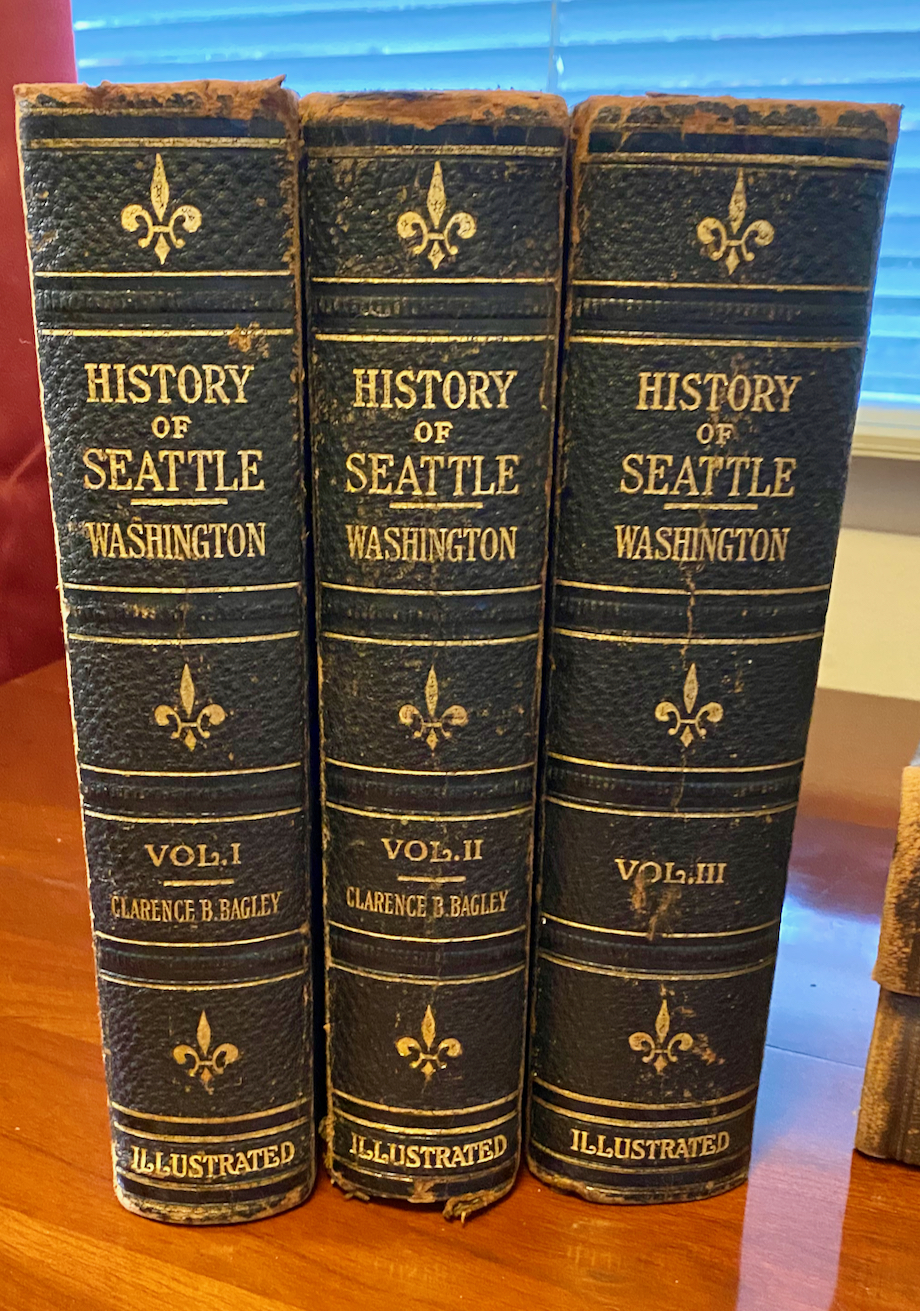 HISTORY
OF
SEATTLE
WASHINGTON
VOL.I
CLARENCE B. BAGLEY
ILLUSTRATED
HISTORY
OF
SEATTLE
WASHINGTON
VOL.II
CLARENCE B. BAGLEY
ILLUSTRATED
HISTORY
OF
SEATTLE
WASHINGTON
VOL.III
ILLUSTRATED